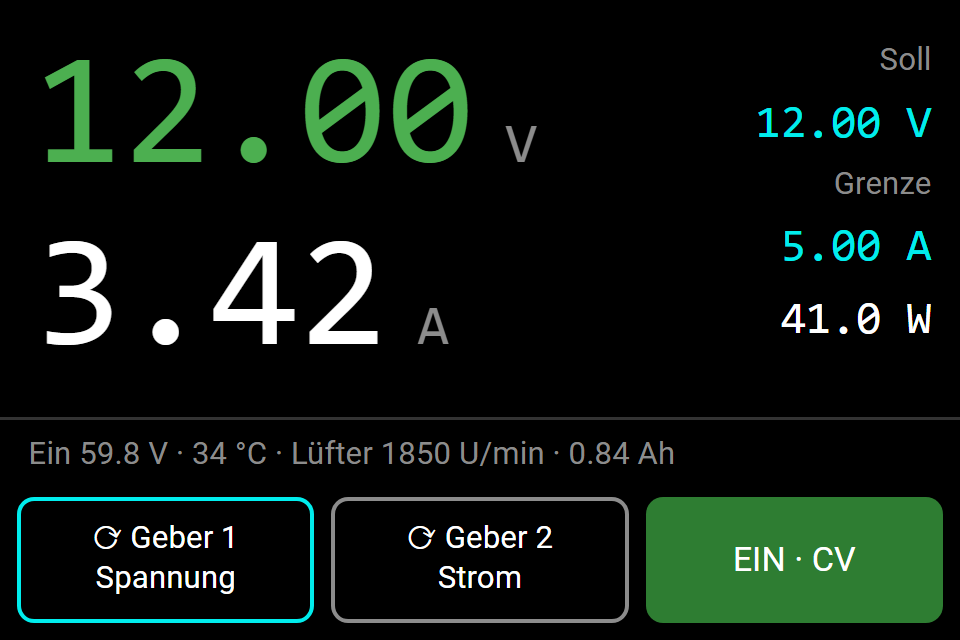 12.00 V
Soll
12.00 V
Grenze
3.42 A
5.00 A
41.0 W
Ein 59.8 V · 34 °C · Lüfter 1850 U/min · 0.84 Ah
⟳ Geber 1
Spannung
⟳ Geber 2
Strom
EIN · CV